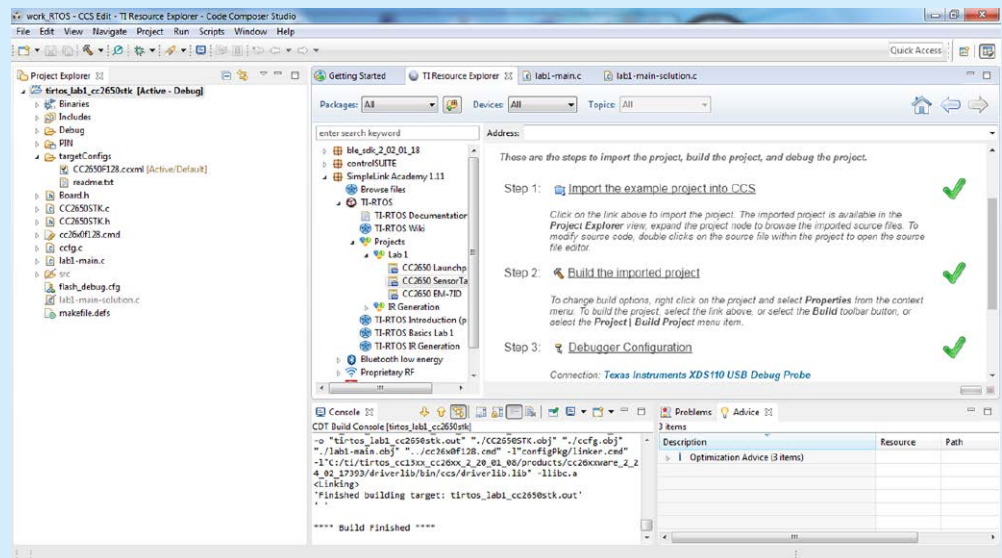 work_RTOS - CCS Edit - TI Resource Explorer - Code Composer Studio
File Edit View Navigate Project Run Scripts Window Help
Quick Access
Project Explorer
tirtos_lab1_cc2650stk [Active - Debug]
Binaries
Includes
Debug
PIN
targetConfigs
CC2650F128.ccxml [Active/Default]
readme.txt
Board.h
CC2650STK.c
CC2650STK.h
cc26x0f128.cmd
ccfg.c
lab1-main.c
src
flash_debug.cfg
lab1-main-solution.c
makefile.defs
Getting Started
TI Resource Explorer
lab1-main.c
lab1-main-solution.c
Packages: All
Devices: All
Topics: All
enter search keyword
Address:
ble_sdk_2_02_01_18
controlSUITE
SimpleLink Academy 1.11
Browse files
TI-RTOS
TI-RTOS Documentation
TI-RTOS Wiki
Projects
Lab 1
CC2650 Launchp
CC2650 SensorTa
CC2650 EM-7ID
IR Generation
TI-RTOS Introduction (p
TI-RTOS Basics Lab 1
TI-RTOS IR Generation
Bluetooth low energy
Proprietary RF
These are the steps to import the project, build the project, and debug the project.
Step 1: Import the example project into CCS
Click on the link above to import the project. The imported project is available in the
Project Explorer view, expand the project node to browse the imported source files. To
modify source code, double clicks on the source file within the project to open the source
file editor.
Step 2: Build the imported project
To change build options, right click on the project and select Properties from the context
menu. To build the project, select the link above, or select the Build toolbar button, or
select the Project | Build Project menu item.
Step 3: Debugger Configuration
Connection: Texas Instruments XDS110 USB Debug Probe
Console
CDT Build Console [tirtos_lab1_cc2650stk]
-o "tirtos_lab1_cc2650stk.out" "./CC2650STK.obj" "./ccfg.obj"
"./lab1-main.obj" "../cc26x0f128.cmd" -l"configPkg/linker.cmd"
-l"C:/ti/tirtos_cc13xx_cc26xx_2_20_01_08/products/cc26xxware_2_2
4_02_17393/driverlib/bin/ccs/driverlib.lib" -llibc.a
<Linking>
'Finished building target: tirtos_lab1_cc2650stk.out'
' '
**** Build Finished ****
Problems
Advice
3 items
Description Resource Path
Optimization Advice (3 items)